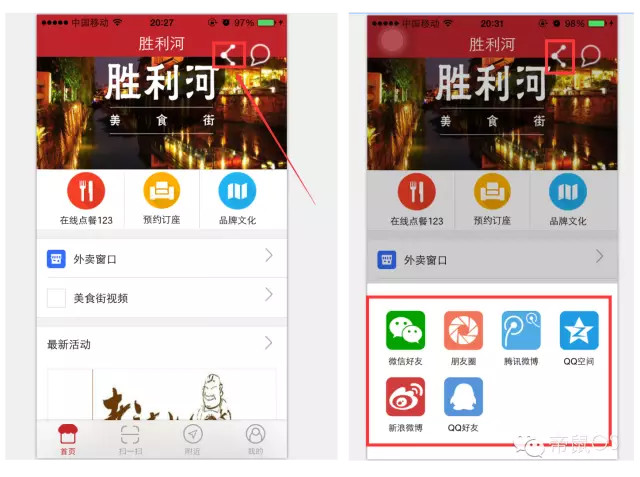 中国移动 20:27 97%
胜利河
胜利河
美食街
在线点餐123 预约订座 品牌文化
外卖窗口
美食街视频
最新活动
首页 扫一扫 附近 我的
中国移动 20:31 98%
胜利河
胜利河
美食街
在线点餐123 预约订座 品牌文化
外卖窗口
微信好友 朋友圈 腾讯微博 QQ空间
新浪微博 QQ好友